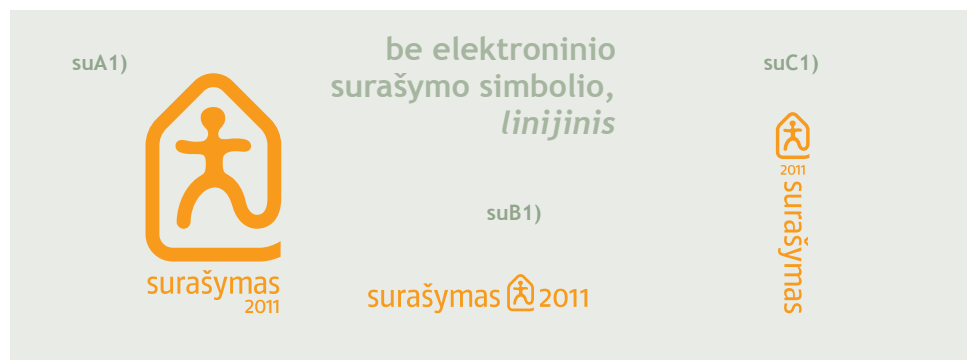 suA1)
surašymas
2011
be elektroninio
surašymo simbolio,
linijinis
suB1)
surašymas 2011
suC1)
2011
surašymas